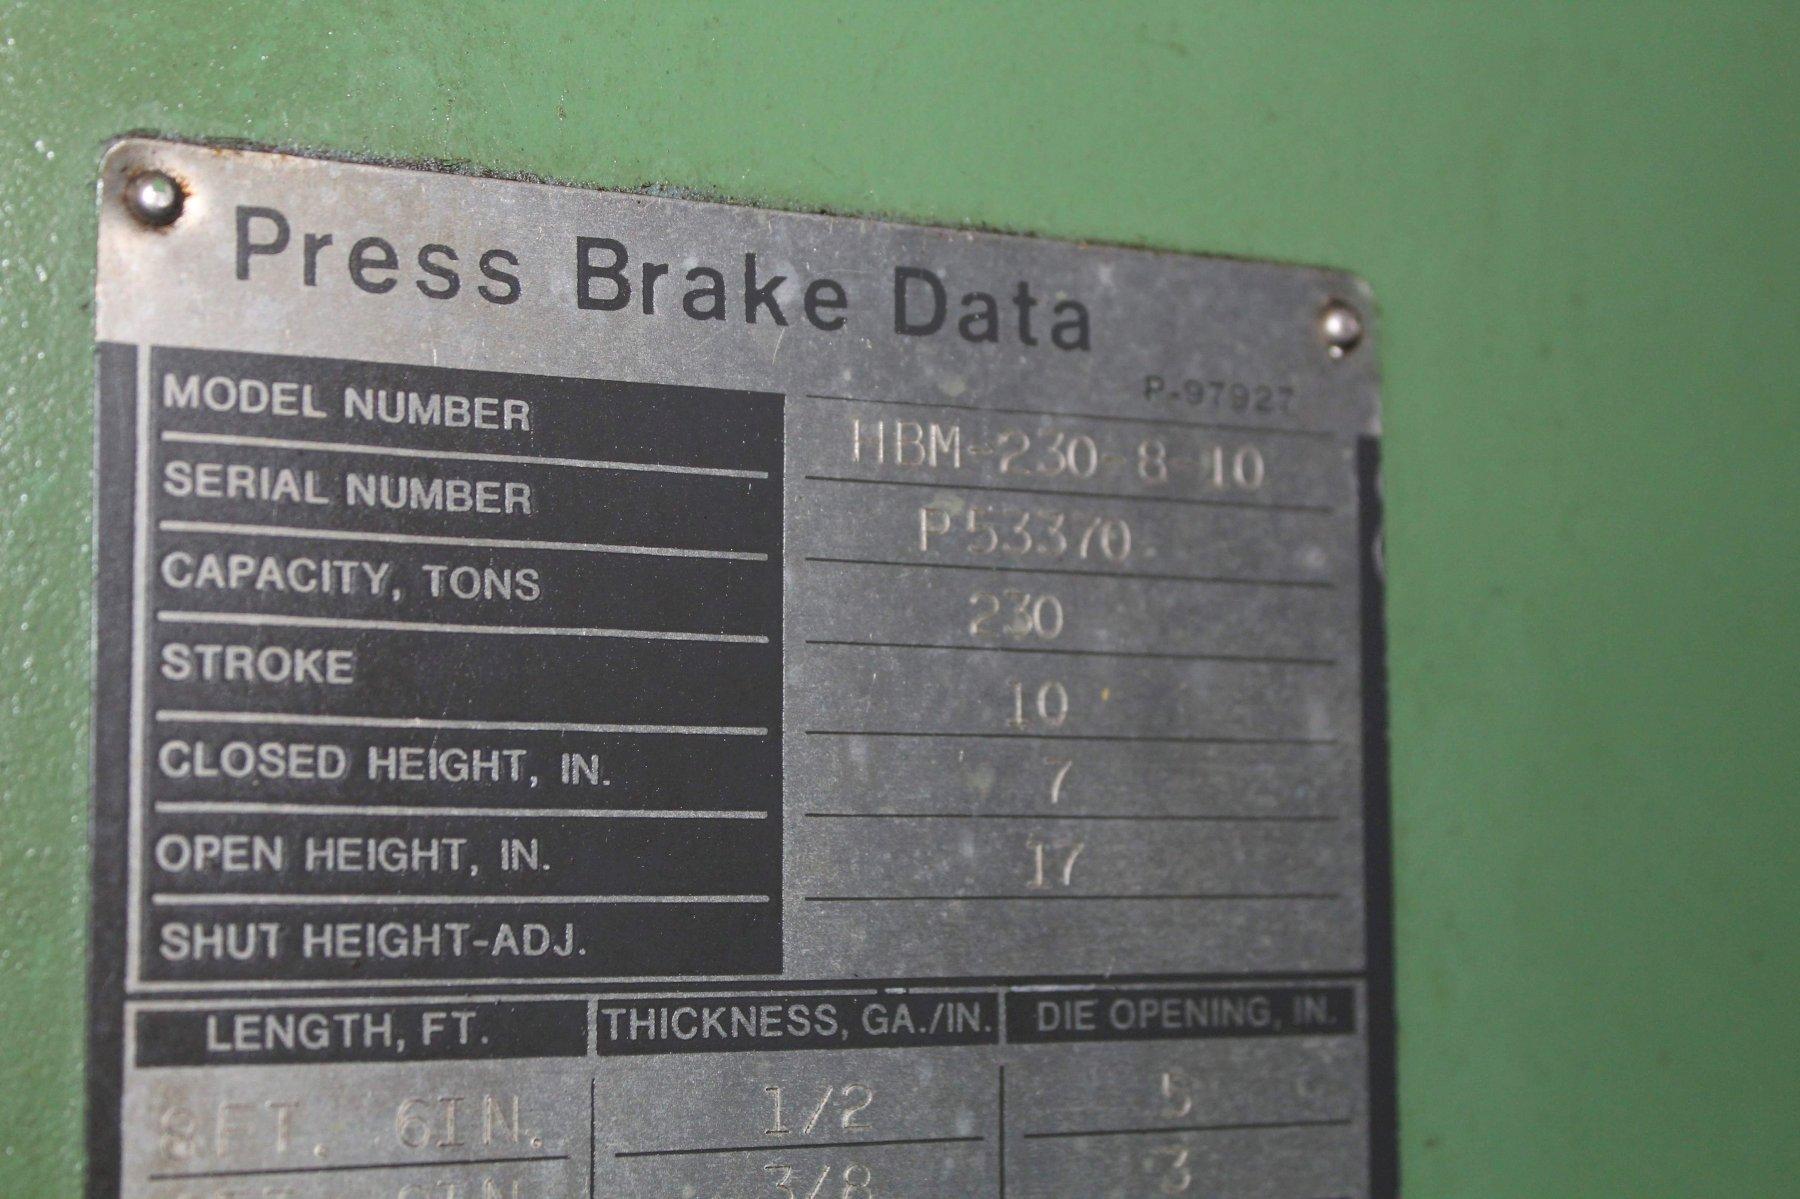 Press Brake Data
P-97927
MODEL NUMBER HBM-230-8-10
SERIAL NUMBER P53370
CAPACITY, TONS 230
STROKE 10
CLOSED HEIGHT, IN. 7
OPEN HEIGHT, IN. 17
SHUT HEIGHT-ADJ.
LENGTH, FT. THICKNESS, GA./IN. DIE OPENING, IN.
8FT. 6IN. 1/2 5
3/8 3